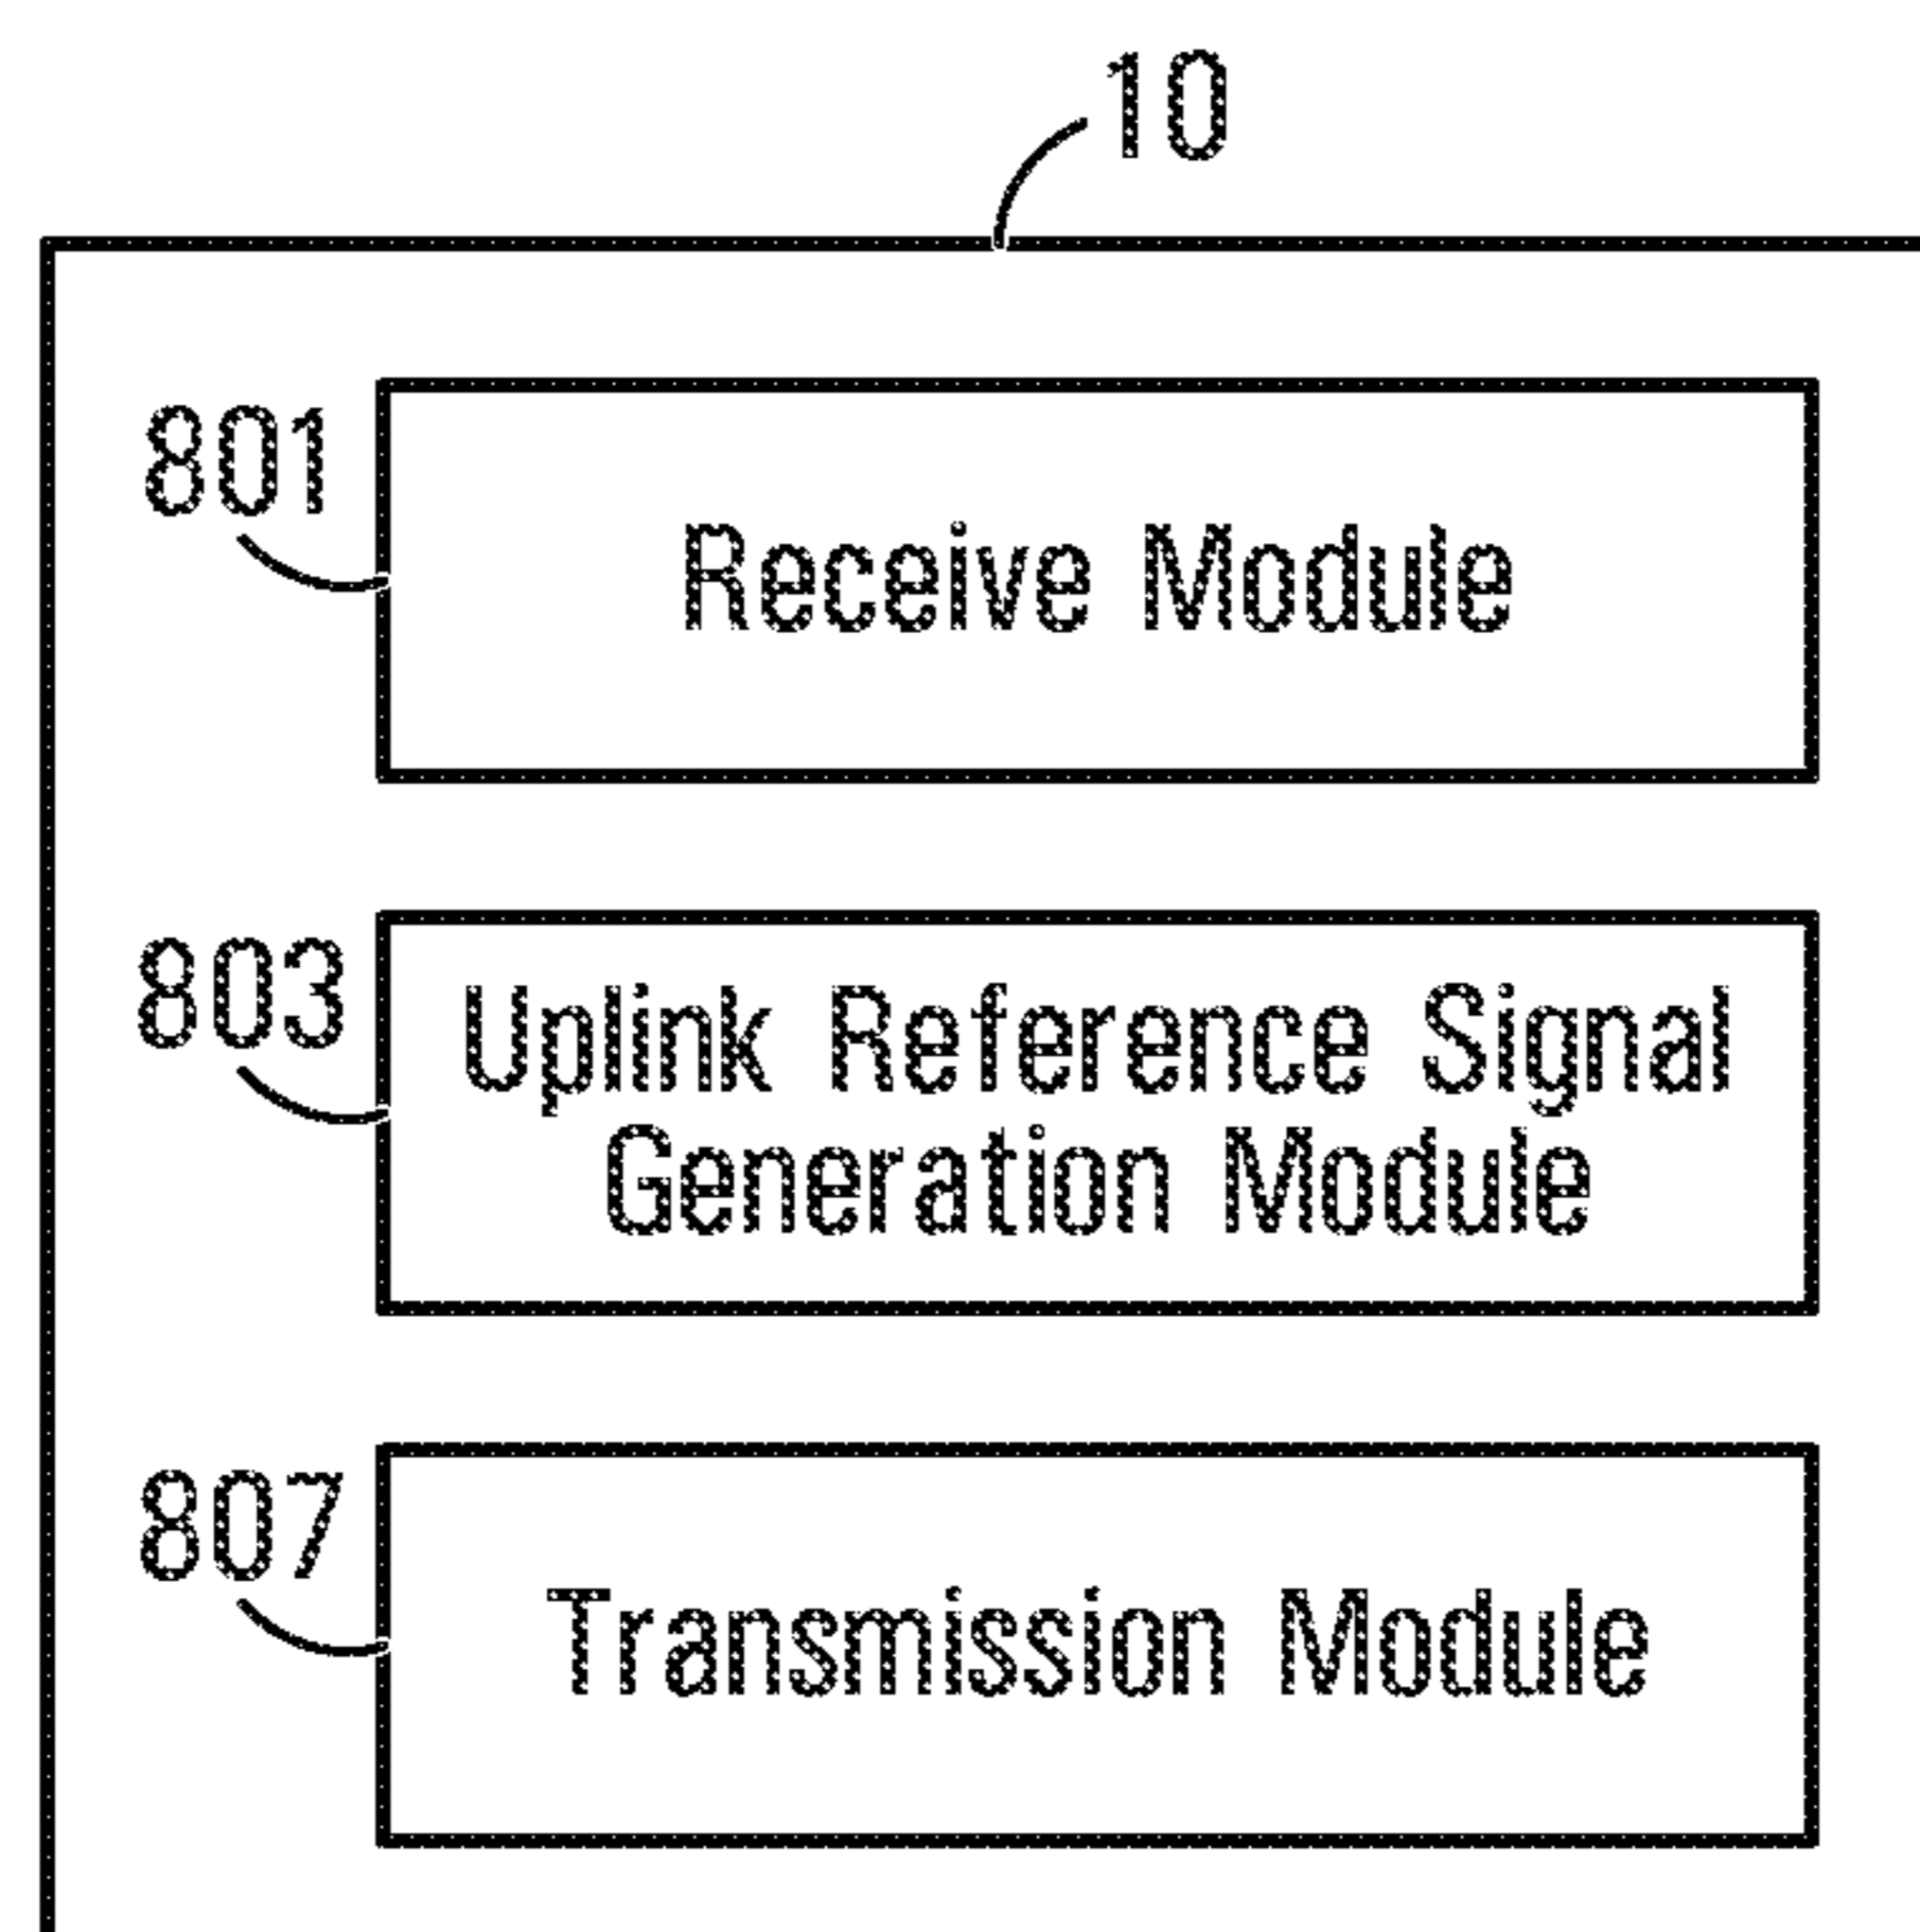 10
801
Receive Module
803
Uplink Reference Signal
Generation Module
807
Transmission Module